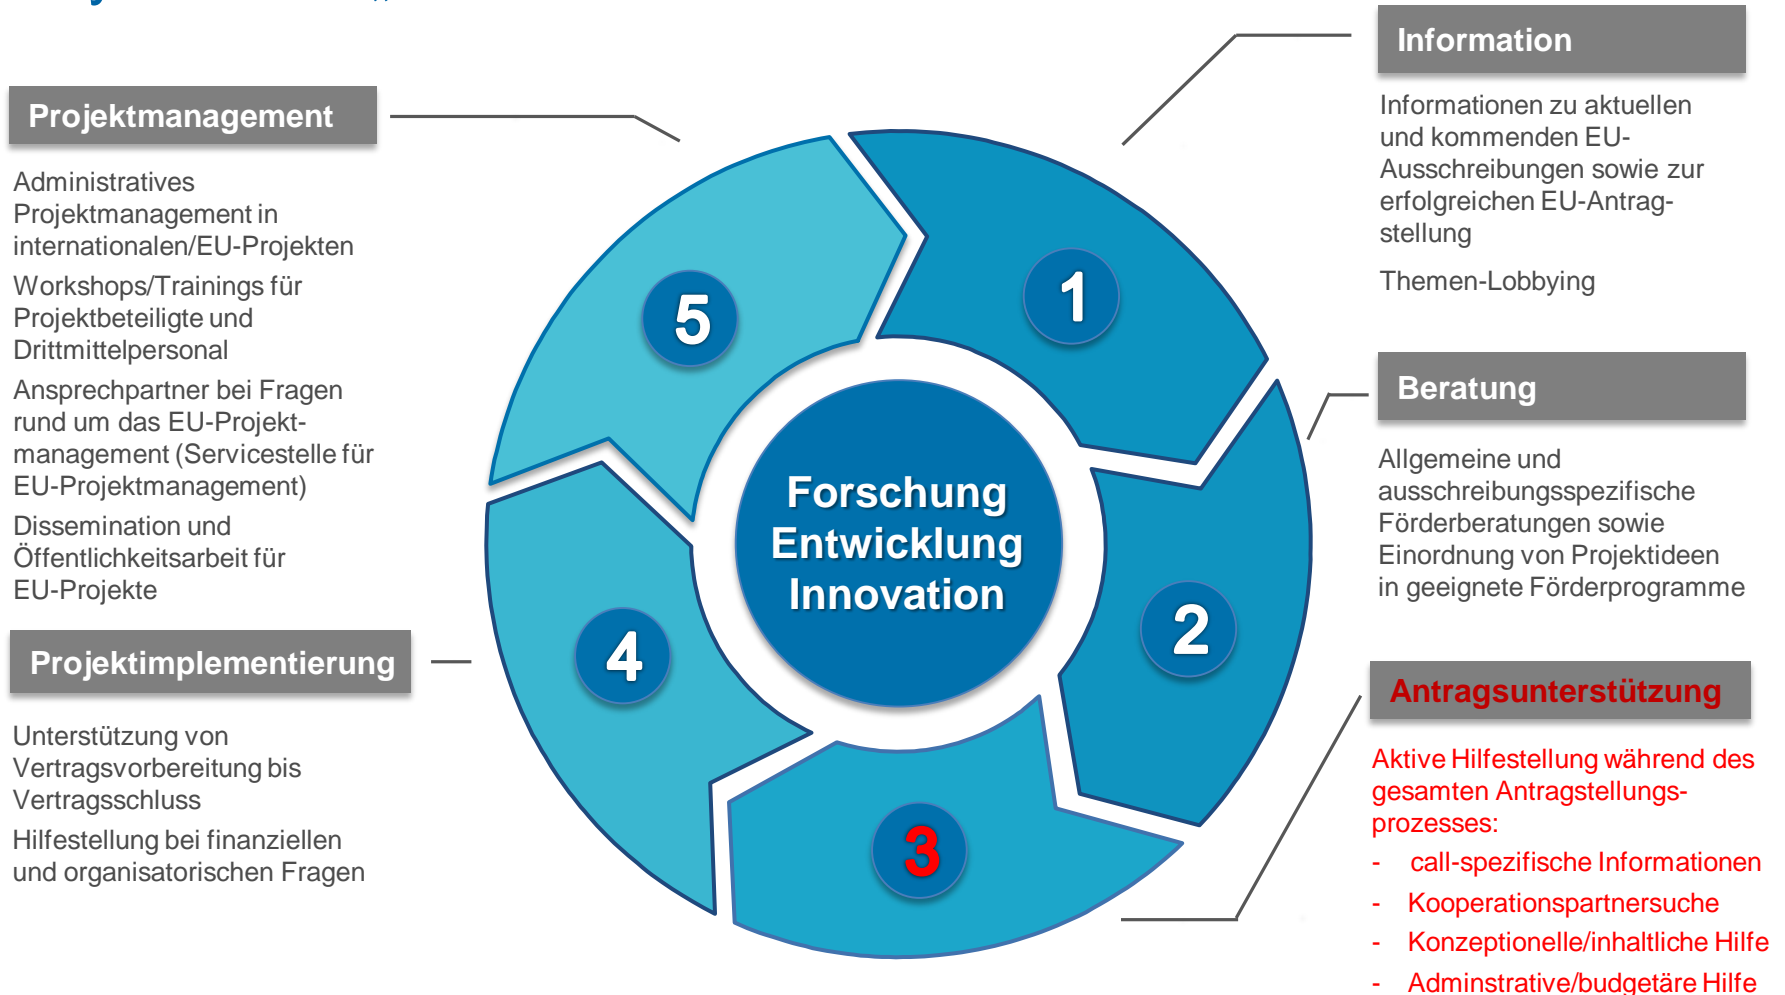 Information
Informationen zu aktuellen
und kommenden EU-
Ausschreibungen sowie zur
erfolgreichen EU-Antrag-
stellung
Themen-Lobbying
Beratung
Allgemeine und
ausschreibungsspezifische
Förderberatungen sowie
Einordnung von Projektideen
in geeignete Förderprogramme
Antragsunterstützung
Aktive Hilfestellung während des
gesamten Antragstellungs-
prozesses:
- call-spezifische Informationen
- Kooperationspartnersuche
- Konzeptionelle/inhaltliche Hilfe
- Adminstrative/budgetäre Hilfe
Projektmanagement
Administratives
Projektmanagement in
internationalen/EU-Projekten
Workshops/Trainings für
Projektbeteiligte und
Drittmittelpersonal
Ansprechpartner bei Fragen
rund um das EU-Projekt-
management (Servicestelle für
EU-Projektmanagement)
Dissemination und
Öffentlichkeitsarbeit für
EU-Projekte
Projektimplementierung
Unterstützung von
Vertragsvorbereitung bis
Vertragsschluss
Hilfestellung bei finanziellen
und organisatorischen Fragen
1
2
3
4
5
Forschung
Entwicklung
Innovation